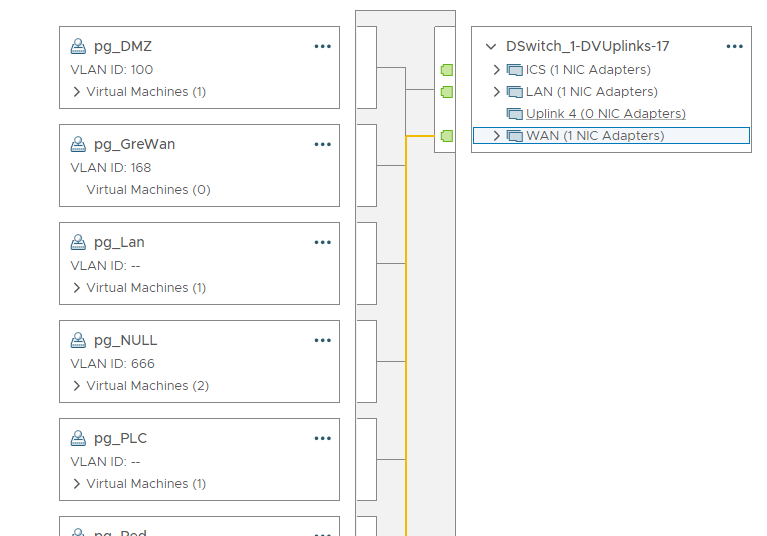 pg_DMZ
VLAN ID: 100
Virtual Machines (1)
pg_GreWan
VLAN ID: 168
Virtual Machines (0)
pg_Lan
VLAN ID: --
Virtual Machines (1)
pg_NULL
VLAN ID: 666
Virtual Machines (2)
pg_PLC
VLAN ID: --
Virtual Machines (1)
pg_Red
DSwitch_1-DVUplinks-17
ICS (1 NIC Adapters)
LAN (1 NIC Adapters)
Uplink 4 (0 NIC Adapters)
WAN (1 NIC Adapters)